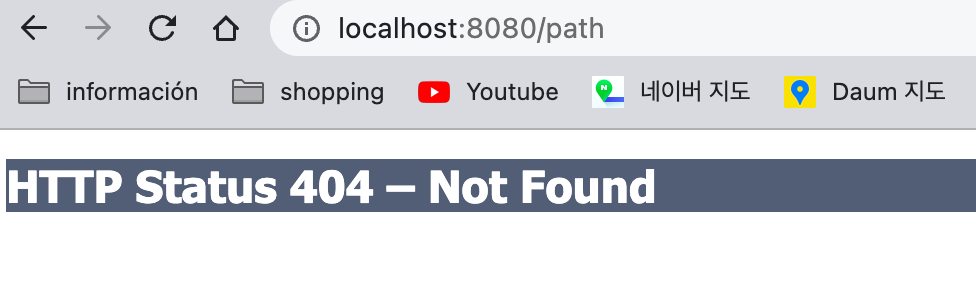 localhost:8080/path
información shopping Youtube 네이버 지도 Daum 지도
HTTP Status 404 – Not Found